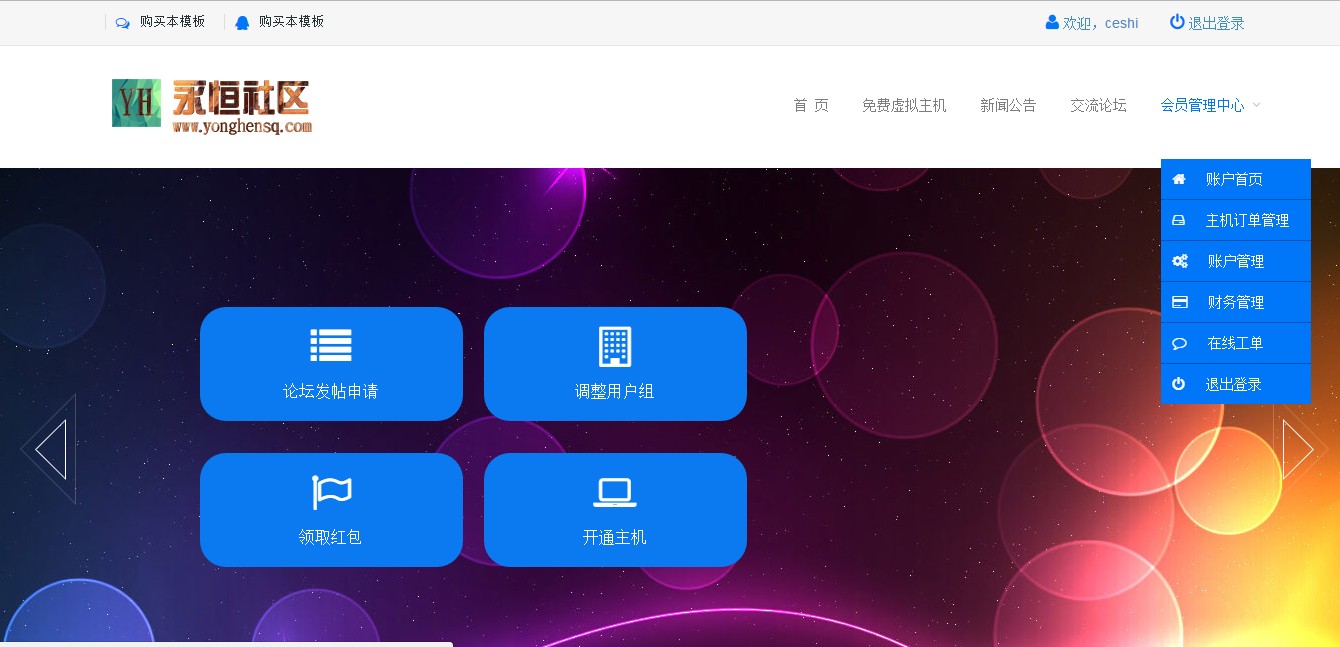 购买本模板 购买本模板 欢迎，ceshi 退出登录
YH 永恒社区
www.yonghensq.com
首 页 免费虚拟主机 新闻公告 交流论坛 会员管理中心
账户首页
主机订单管理
账户管理
财务管理
在线工单
退出登录
论坛发帖申请 调整用户组
领取红包 开通主机